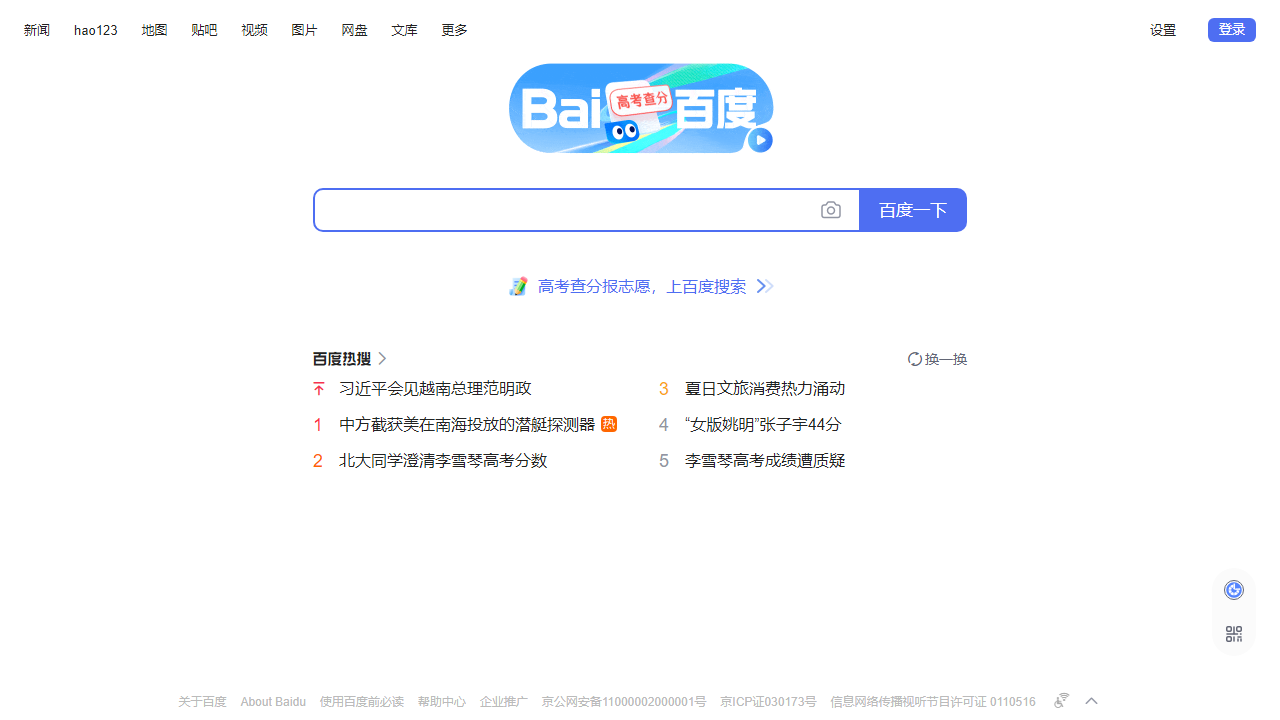 新闻 hao123 地图 贴吧 视频 图片 网盘 文库 更多 设置 登录
Bai 高考查分 百度
百度一下
高考查分报志愿，上百度搜索
百度热搜 换一换
习近平会见越南总理范明政
1 中方截获美在南海投放的潜艇探测器 热
2 北大同学澄清李雪琴高考分数
3 夏日文旅消费热力涌动
4 “女版姚明”张子宇44分
5 李雪琴高考成绩遭质疑
关于百度 About Baidu 使用百度前必读 帮助中心 企业推广 京公网安备11000002000001号 京ICP证030173号 信息网络传播视听节目许可证 0110516